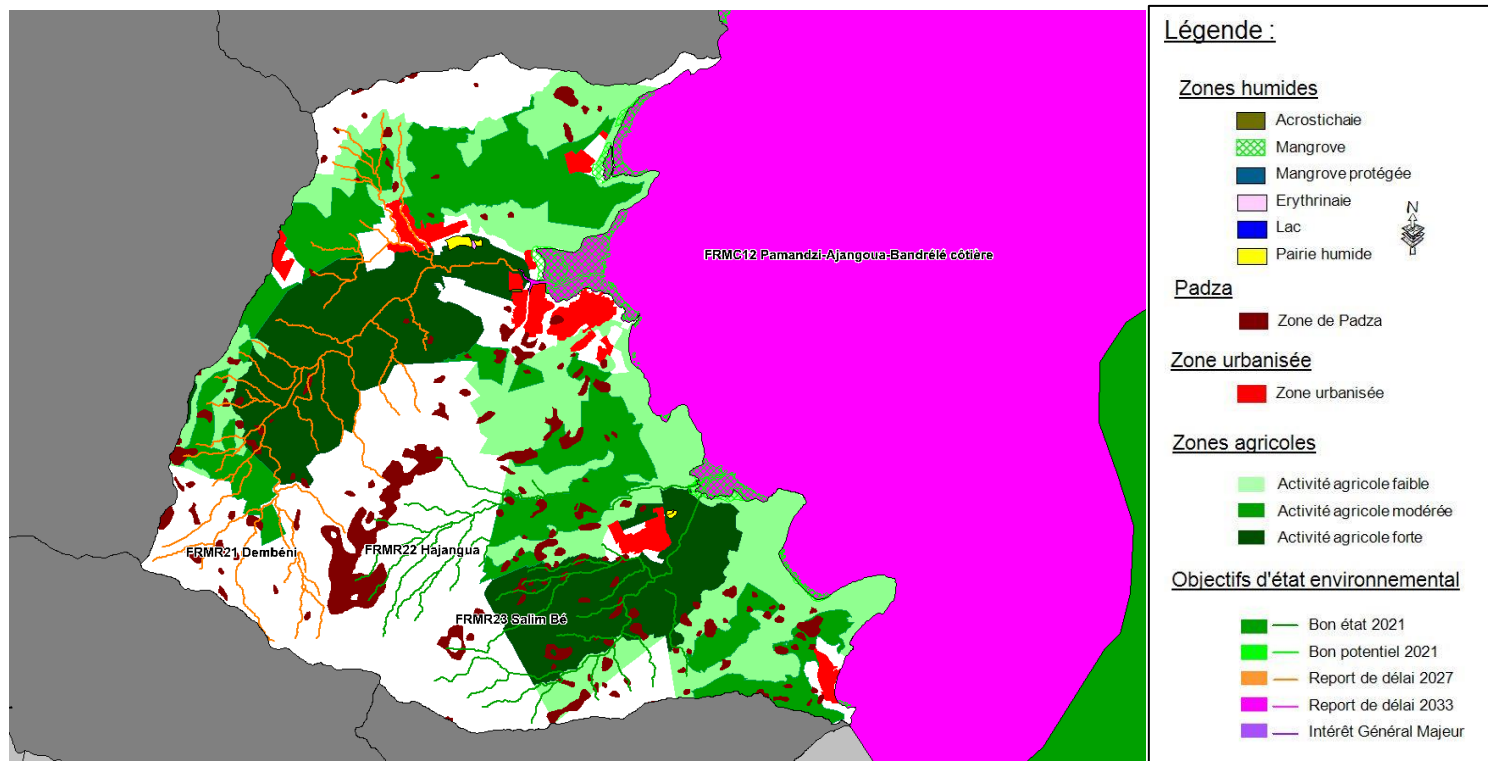 FRMC12 Pamandzi-Ajangoua-Bandrélé côtière
FRMR21 Dembéni
FRMR22 Hajangua
FRMR23 Salim Bé
Légende :
Zones humides
Acrostichaie
Mangrove
Mangrove protégée
Erythrinaie
Lac
Pairie humide
N
Padza
Zone de Padza
Zone urbanisée
Zone urbanisée
Zones agricoles
Activité agricole faible
Activité agricole modérée
Activité agricole forte
Objectifs d'état environnemental
Bon état 2021
Bon potentiel 2021
Report de délai 2027
Report de délai 2033
Intérêt Général Majeur